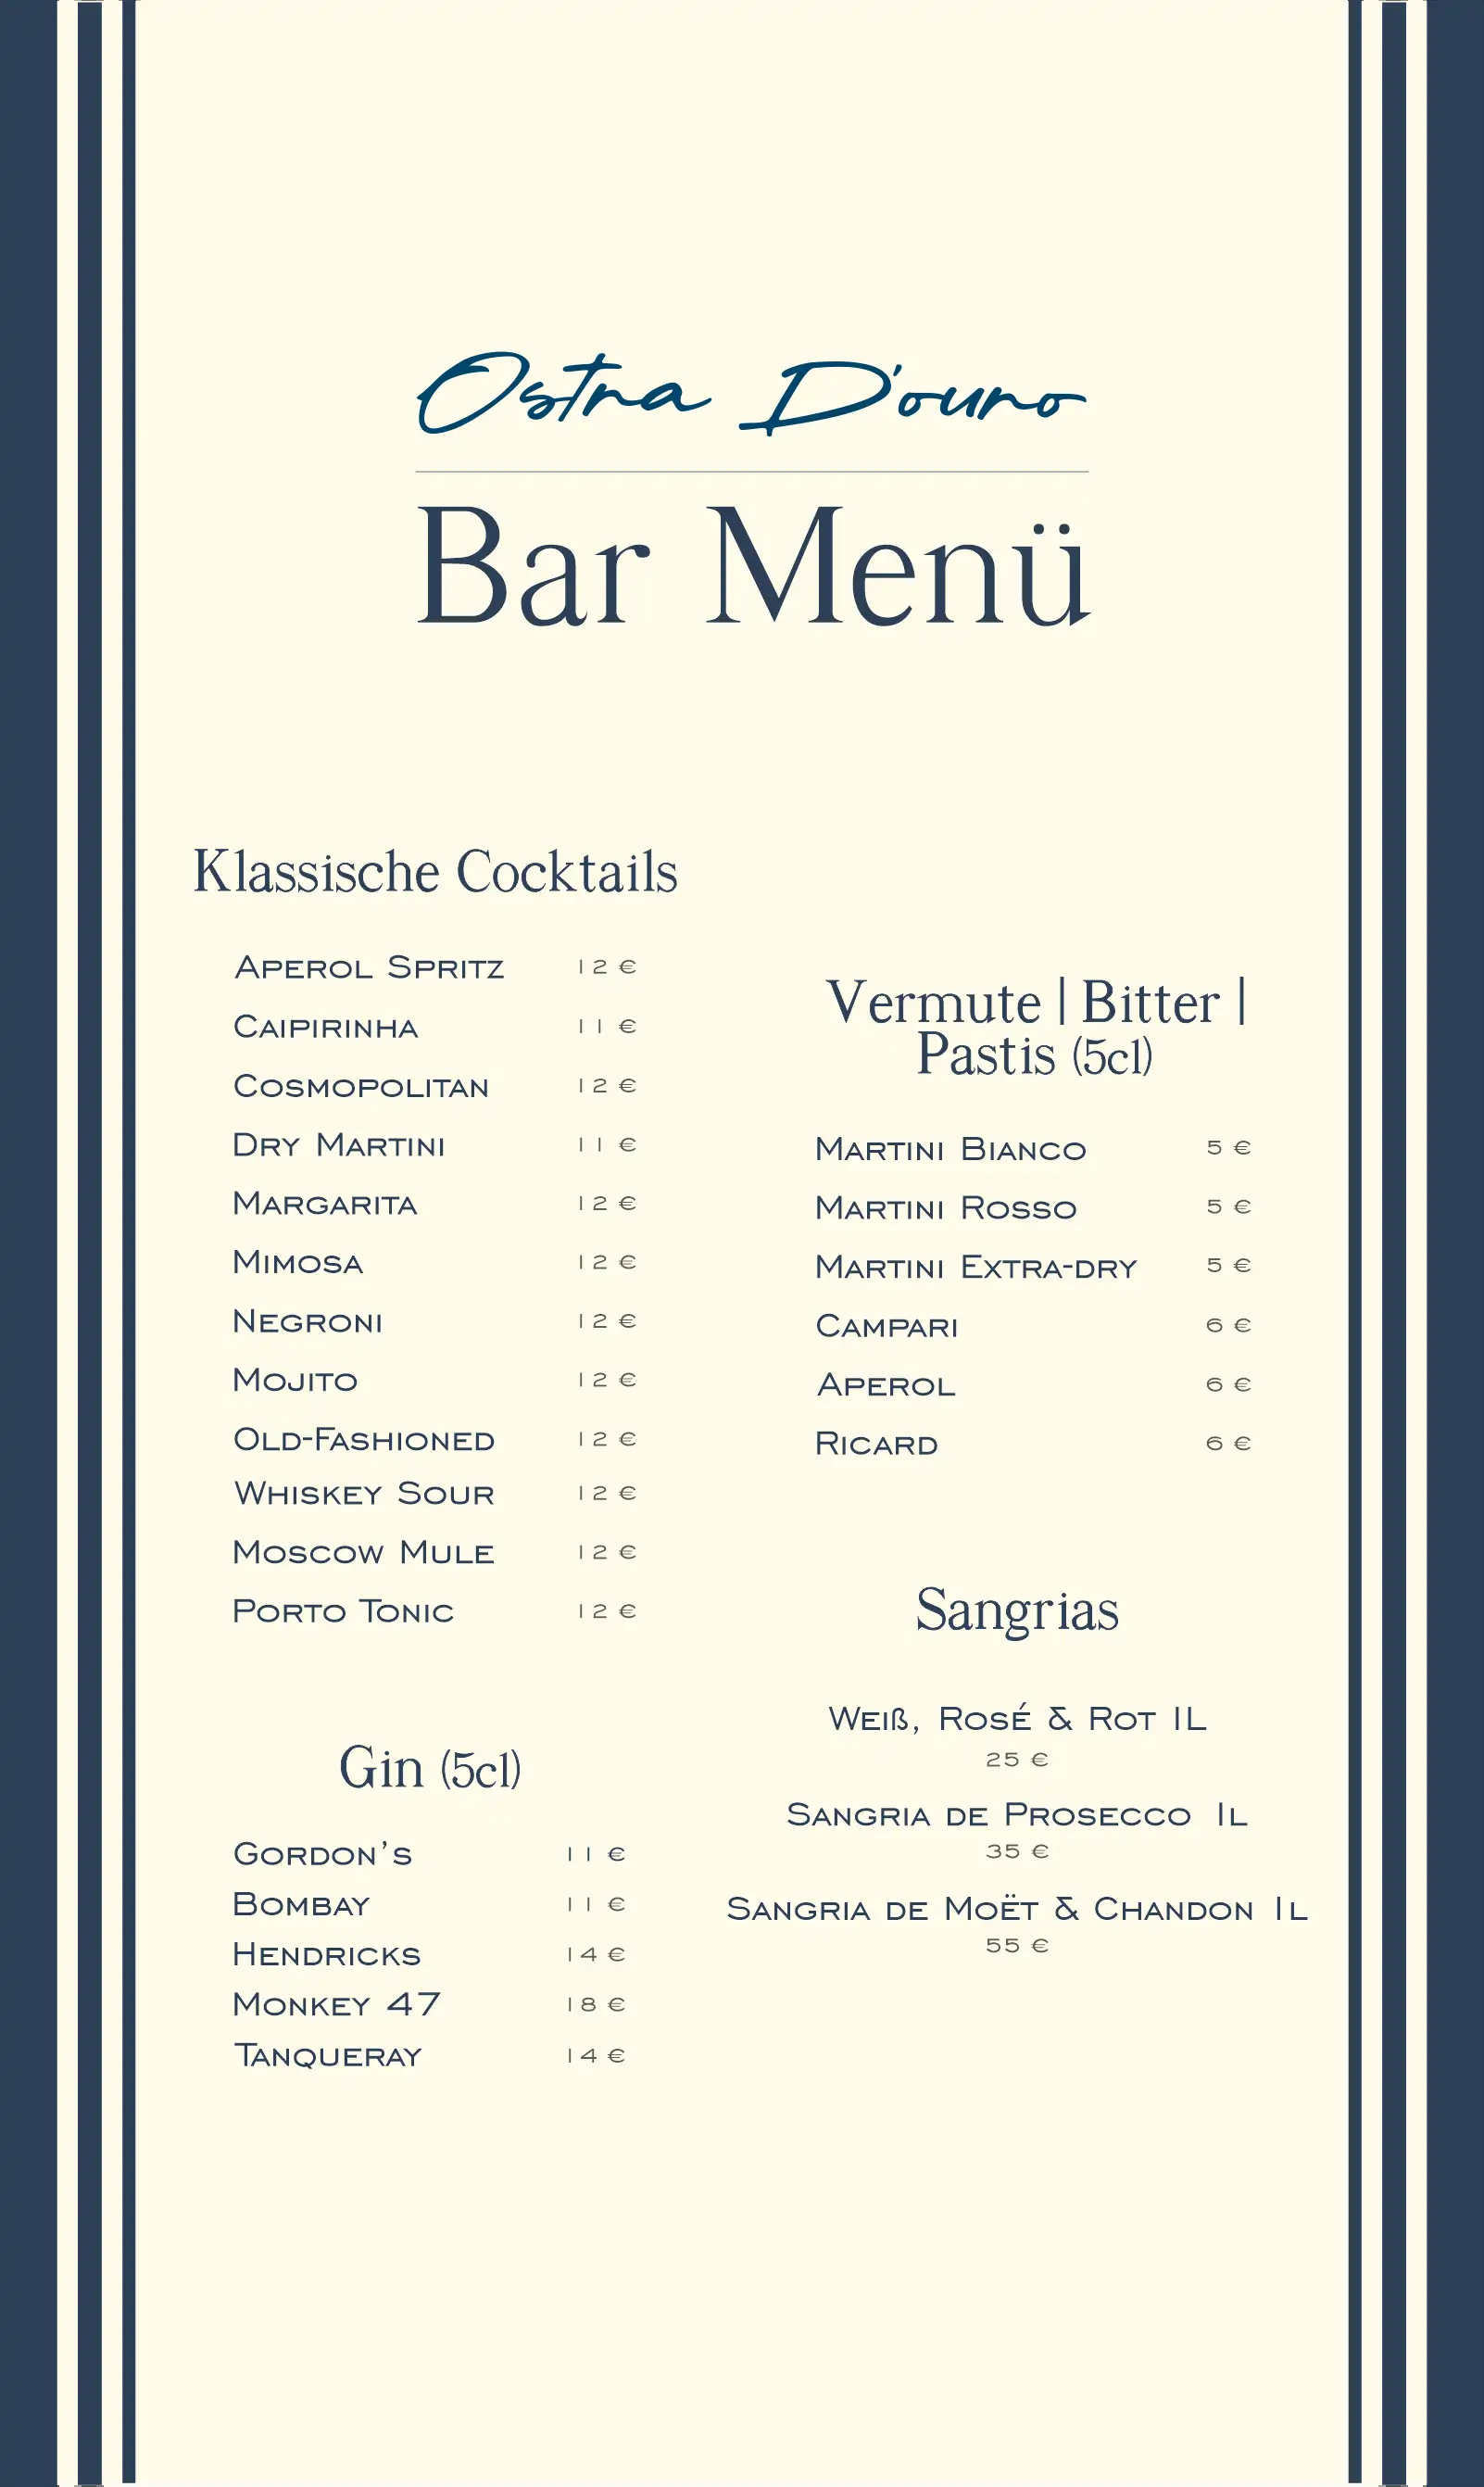 Ostra D'ouro
Bar Menü
Klassische Cocktails
Aperol Spritz 12 €
Caipirinha 11 €
Cosmopolitan 12 €
Dry Martini 11 €
Margarita 12 €
Mimosa 12 €
Negroni 12 €
Mojito 12 €
Old-Fashioned 12 €
Whiskey Sour 12 €
Moscow Mule 12 €
Porto Tonic 12 €
Gin (5cl)
Gordon's 11 €
Bombay 11 €
Hendricks 14 €
Monkey 47 18 €
Tanqueray 14 €
Vermute | Bitter |
Pastis (5cl)
Martini Bianco 5 €
Martini Rosso 5 €
Martini Extra-dry 5 €
Campari 6 €
Aperol 6 €
Ricard 6 €
Sangrias
Weiß, Rosé & Rot 1L
25 €
Sangria de Prosecco 1l
35 €
Sangria de Moët & Chandon 1l
55 €